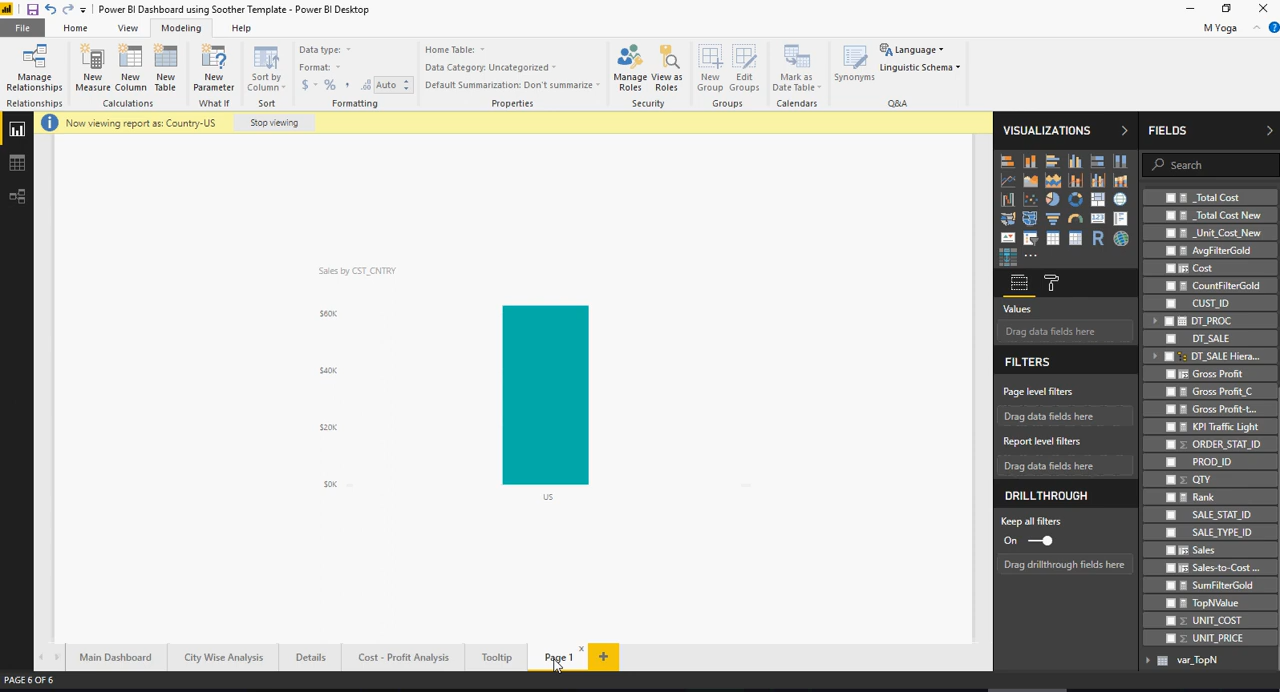 Power BI Dashboard using Soother Template - Power BI Desktop
File Home View Modeling Help M Yoga ?
Manage Relationships
New Measure
New Column
New Table
New Parameter
Sort by Column
Data type:
Format:
$ % , .00 Auto
Home Table:
Data Category: Uncategorized
Default Summarization: Don't summarize
Manage Roles
View as Roles
New Group
Edit Groups
Mark as Date Table
Synonyms
Language
Linguistic Schema
Relationships Calculations What If Sort Formatting Properties Security Groups Calendars Q&A
i Now viewing report as: Country-US Stop viewing
Sales by CST_CNTRY
$60K
$40K
$20K
$0K
US
VISUALIZATIONS
123
R
...
Values
Drag data fields here
FILTERS
Page level filters
Drag data fields here
Report level filters
Drag data fields here
DRILLTHROUGH
Keep all filters
On
Drag drillthrough fields here
FIELDS
Search
_Total Cost
_Total Cost New
_Unit_Cost_New
AvgFilterGold
Cost
CountFilterGold
CUST_ID
DT_PROC
DT_SALE
DT_SALE Hiera...
Gross Profit
Gross Profit_C
Gross Profit-t...
KPI Traffic Light
Σ ORDER_STAT_ID
PROD_ID
Σ QTY
Rank
SALE_STAT_ID
SALE_TYPE_ID
Sales
Sales-to-Cost ...
SumFilterGold
TopNValue
Σ UNIT_COST
Σ UNIT_PRICE
var_TopN
Main Dashboard City Wise Analysis Details Cost - Profit Analysis Tooltip Page 1 +
PAGE 6 OF 6